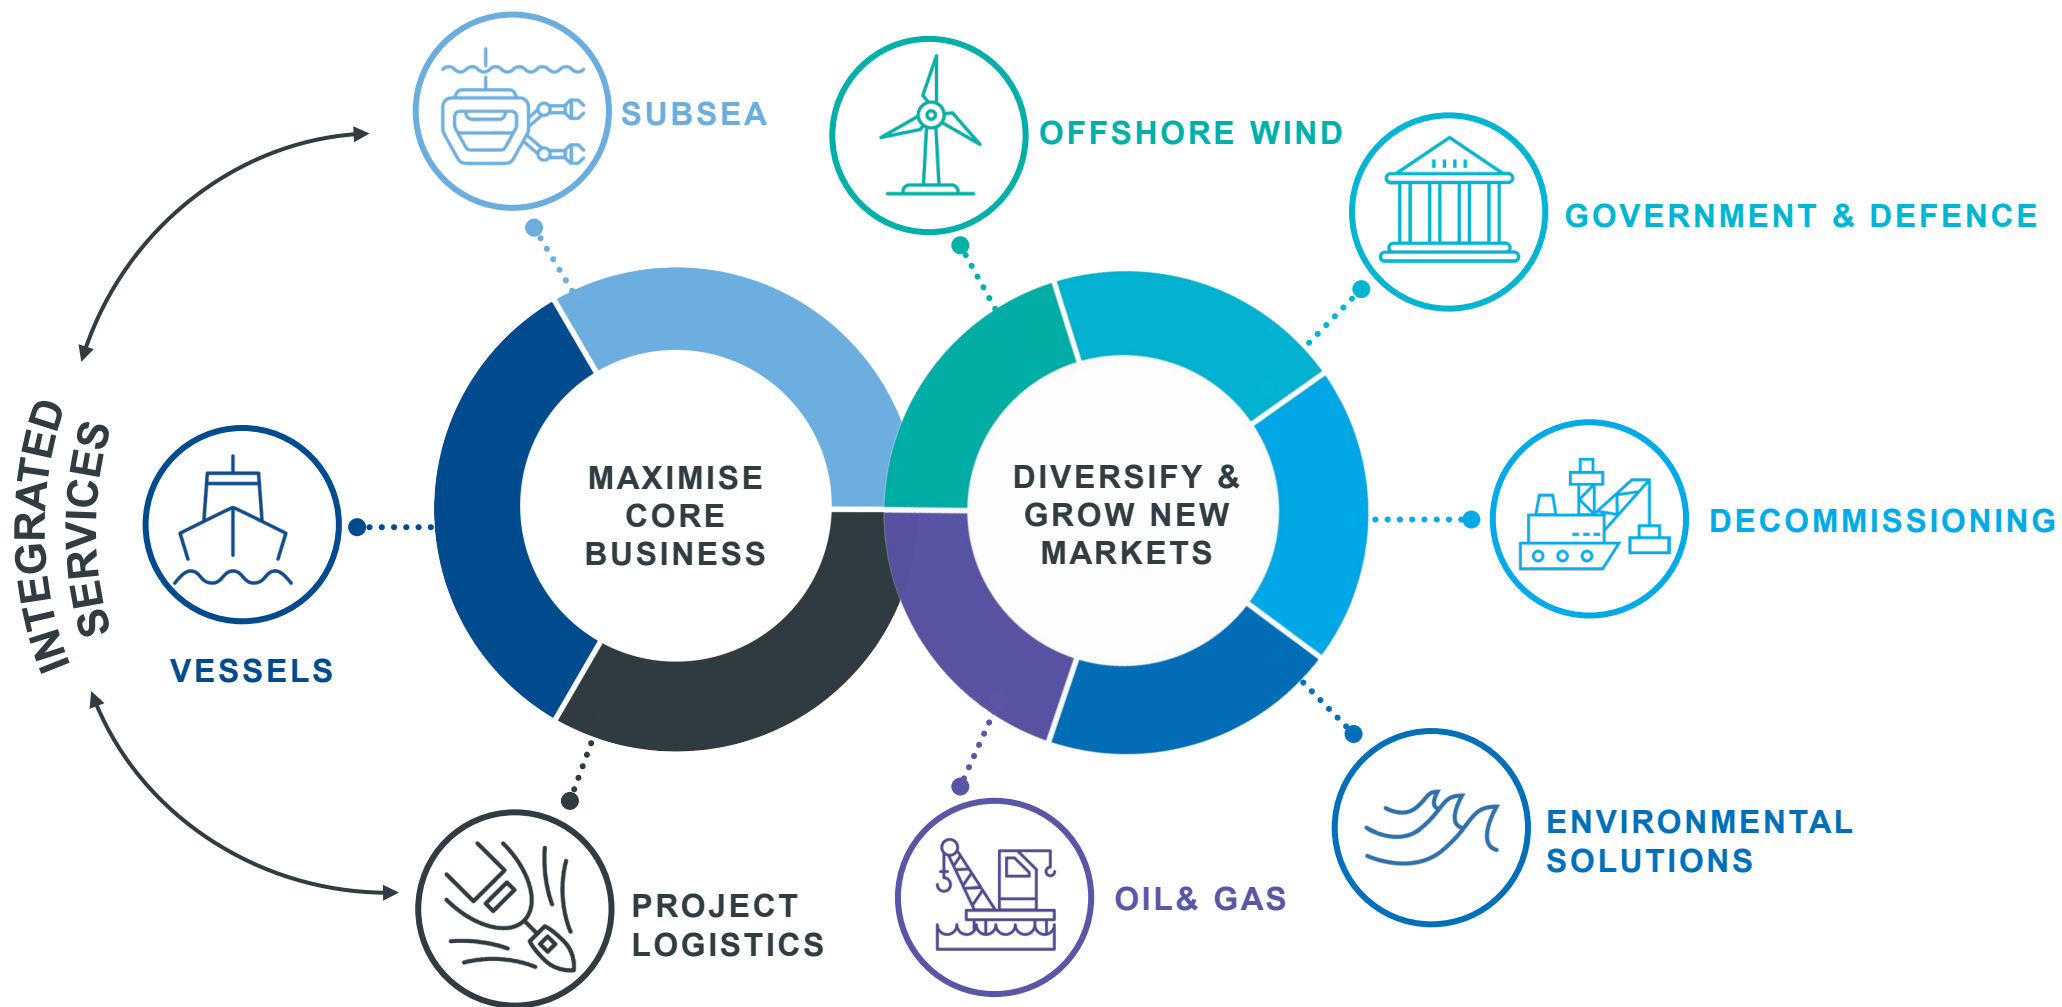 SUBSEA
OFFSHORE WIND
GOVERNMENT & DEFENCE
INTEGRATED
SERVICES
MAXIMISE
CORE
BUSINESS
DIVERSIFY &
GROW NEW
MARKETS
DECOMMISSIONING
VESSELS
ENVIRONMENTAL
SOLUTIONS
PROJECT
LOGISTICS
OIL& GAS